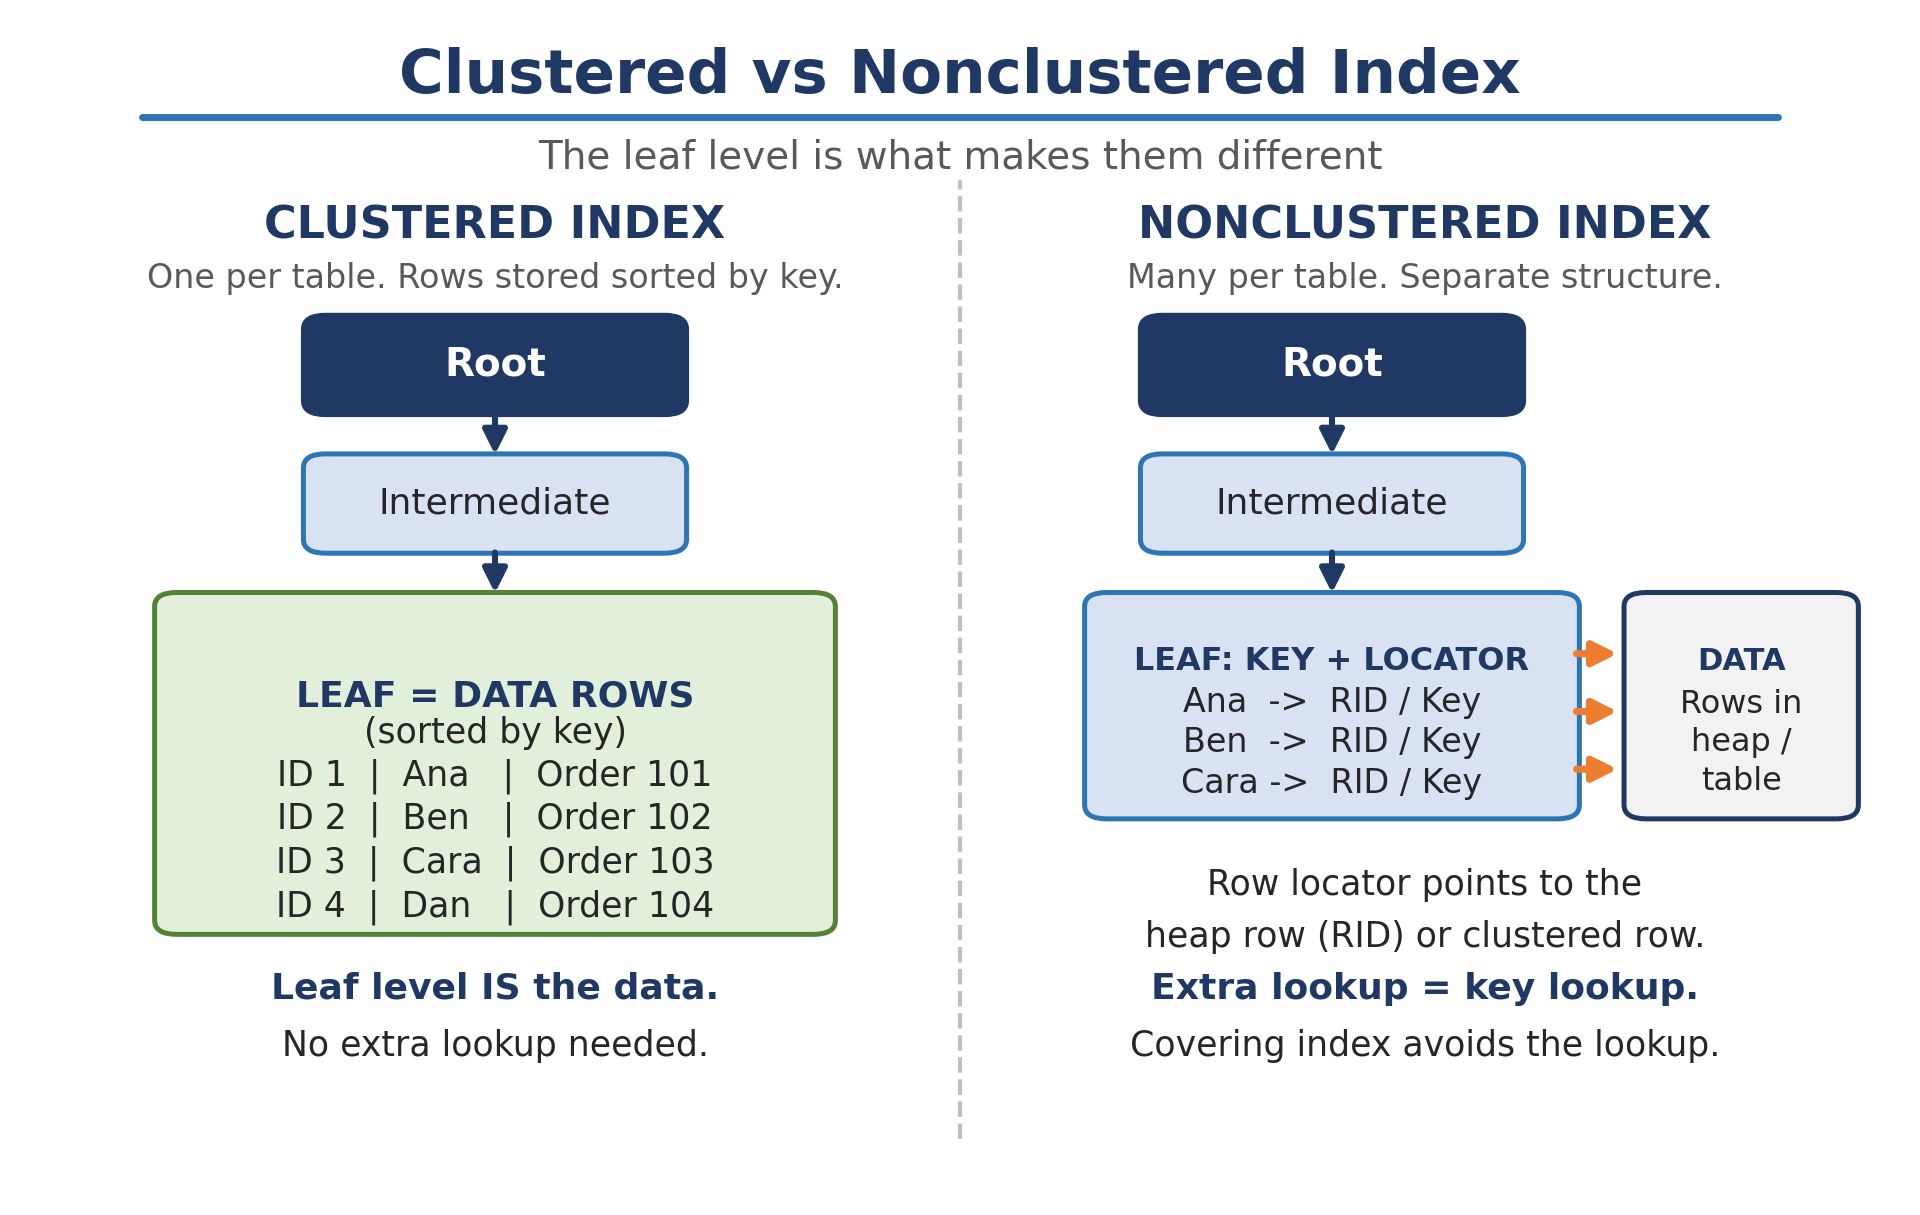 Clustered vs Nonclustered Index
The leaf level is what makes them different
CLUSTERED INDEX
One per table. Rows stored sorted by key.
Root
Intermediate
LEAF = DATA ROWS
(sorted by key)
ID 1 | Ana | Order 101
ID 2 | Ben | Order 102
ID 3 | Cara | Order 103
ID 4 | Dan | Order 104
Leaf level IS the data.
No extra lookup needed.
NONCLUSTERED INDEX
Many per table. Separate structure.
Root
Intermediate
LEAF: KEY + LOCATOR
Ana -> RID / Key
Ben -> RID / Key
Cara -> RID / Key
DATA
Rows in
heap /
table
Row locator points to the
heap row (RID) or clustered row.
Extra lookup = key lookup.
Covering index avoids the lookup.